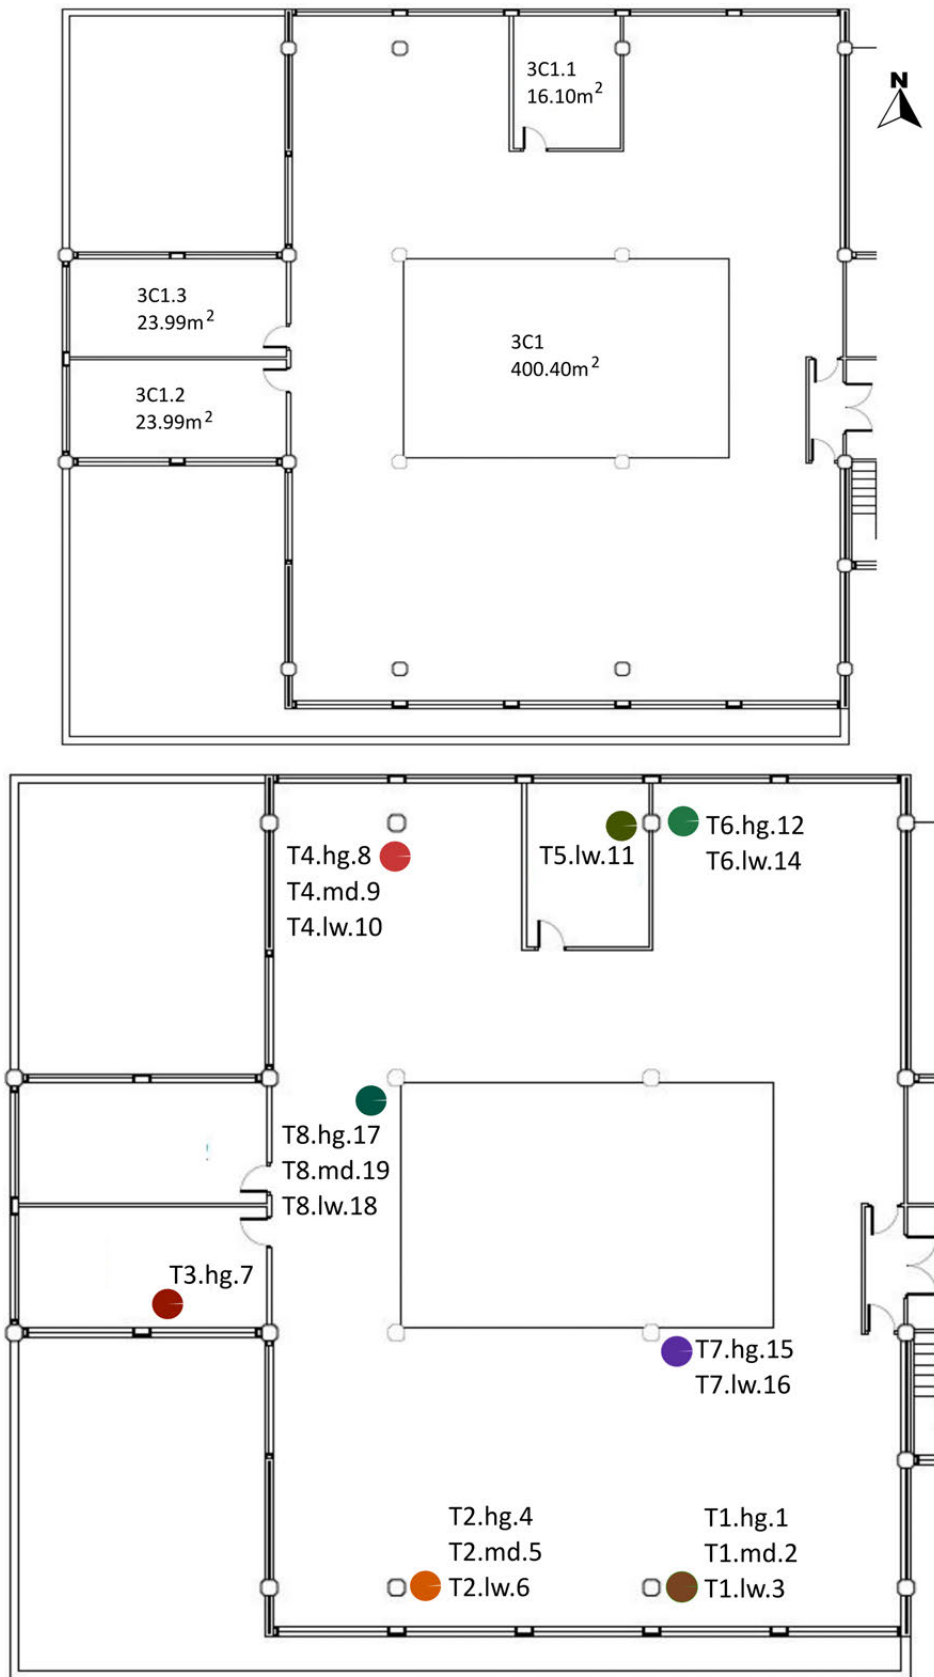 N
3C1.1
16.10m²
3C1.3
23.99m²
3C1
400.40m²
3C1.2
23.99m²
T4.hg.8
T4.md.9
T4.lw.10
T5.lw.11
T6.hg.12
T6.lw.14
T8.hg.17
T8.md.19
T8.lw.18
T3.hg.7
T7.hg.15
T7.lw.16
T2.hg.4
T2.md.5
T2.lw.6
T1.hg.1
T1.md.2
T1.lw.3